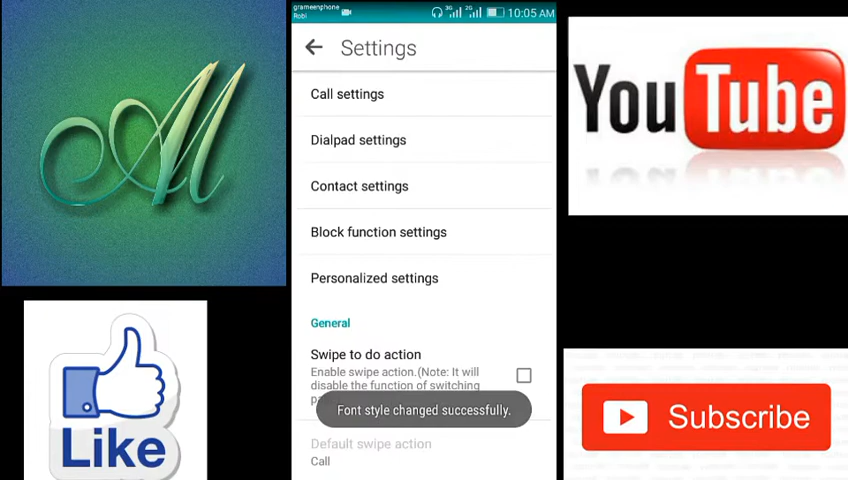 grameenphone
Robi
3G
2G
10:05 AM
Settings
Call settings
Dialpad settings
Contact settings
Block function settings
Personalized settings
General
Swipe to do action
Enable swipe action.(Note: It will
disable the function of switching
Font style changed successfully.
Default swipe action
Call
M
Like
YouTube
Subscribe